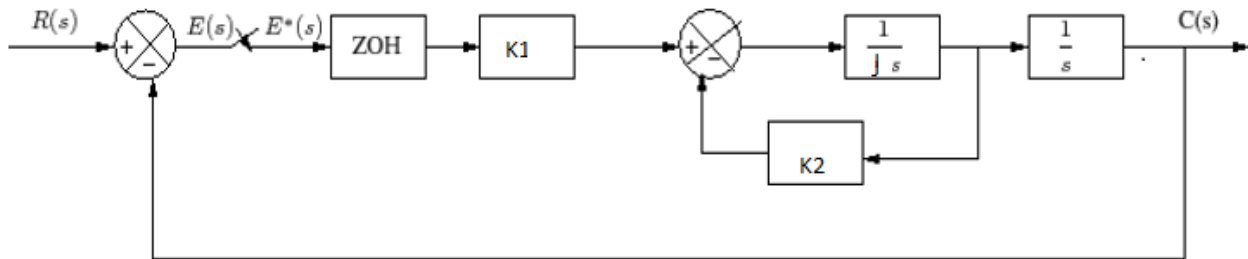 R(s)
E(s)
E*(s)
C(s)
+
−
ZOH
K1
+
−
1
J s
1
s
.
K2